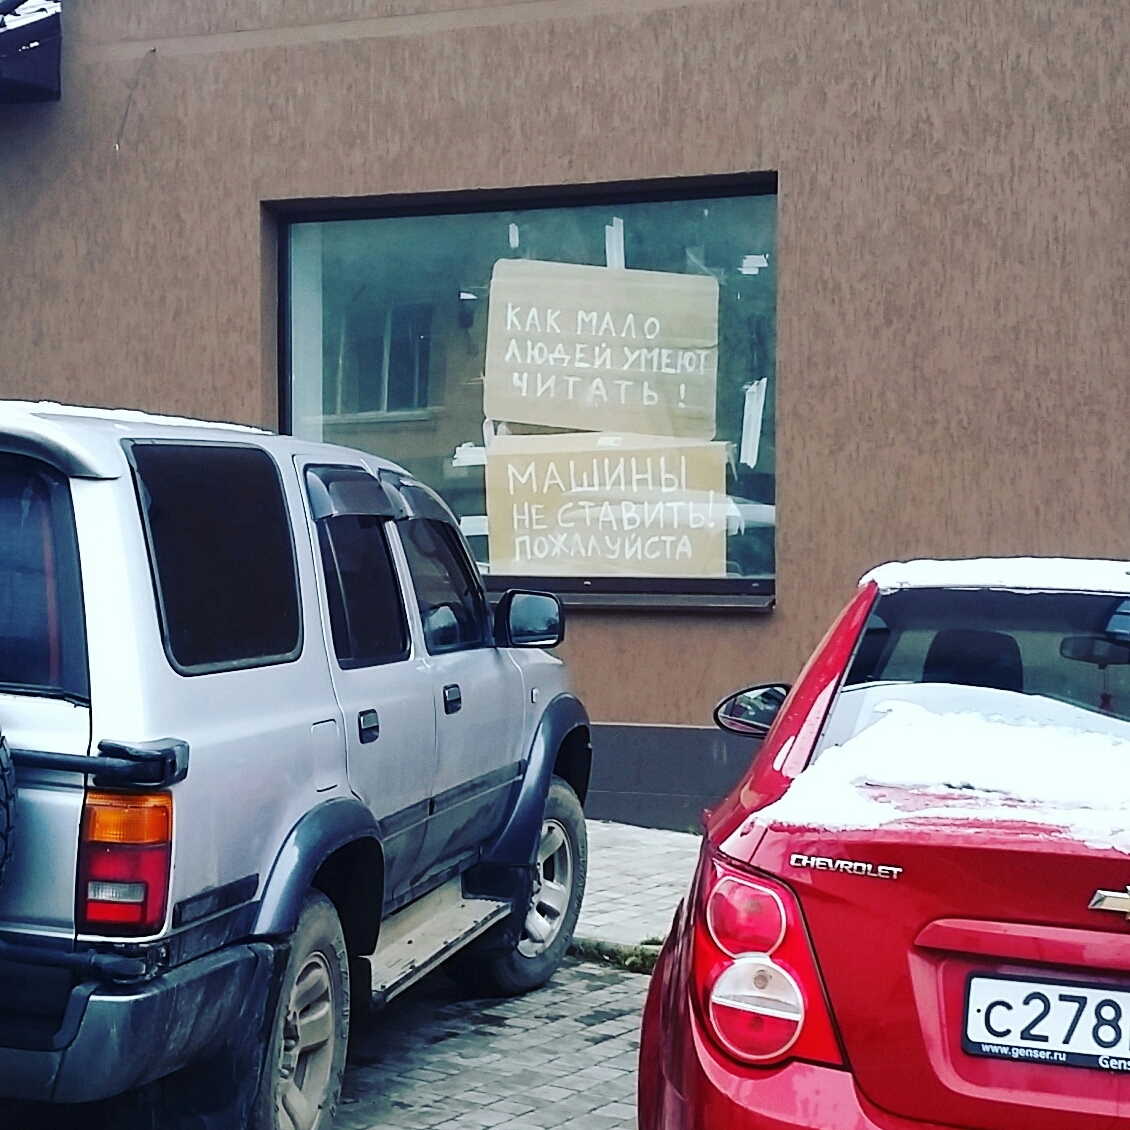 КАК МАЛО
ЛЮДЕЙ УМЕЮТ
ЧИТАТЬ!
МАШИНЫ
НЕ СТАВИТЬ!
ПОЖАЛУЙСТА
CHEVROLET
с278
www.genser.ru